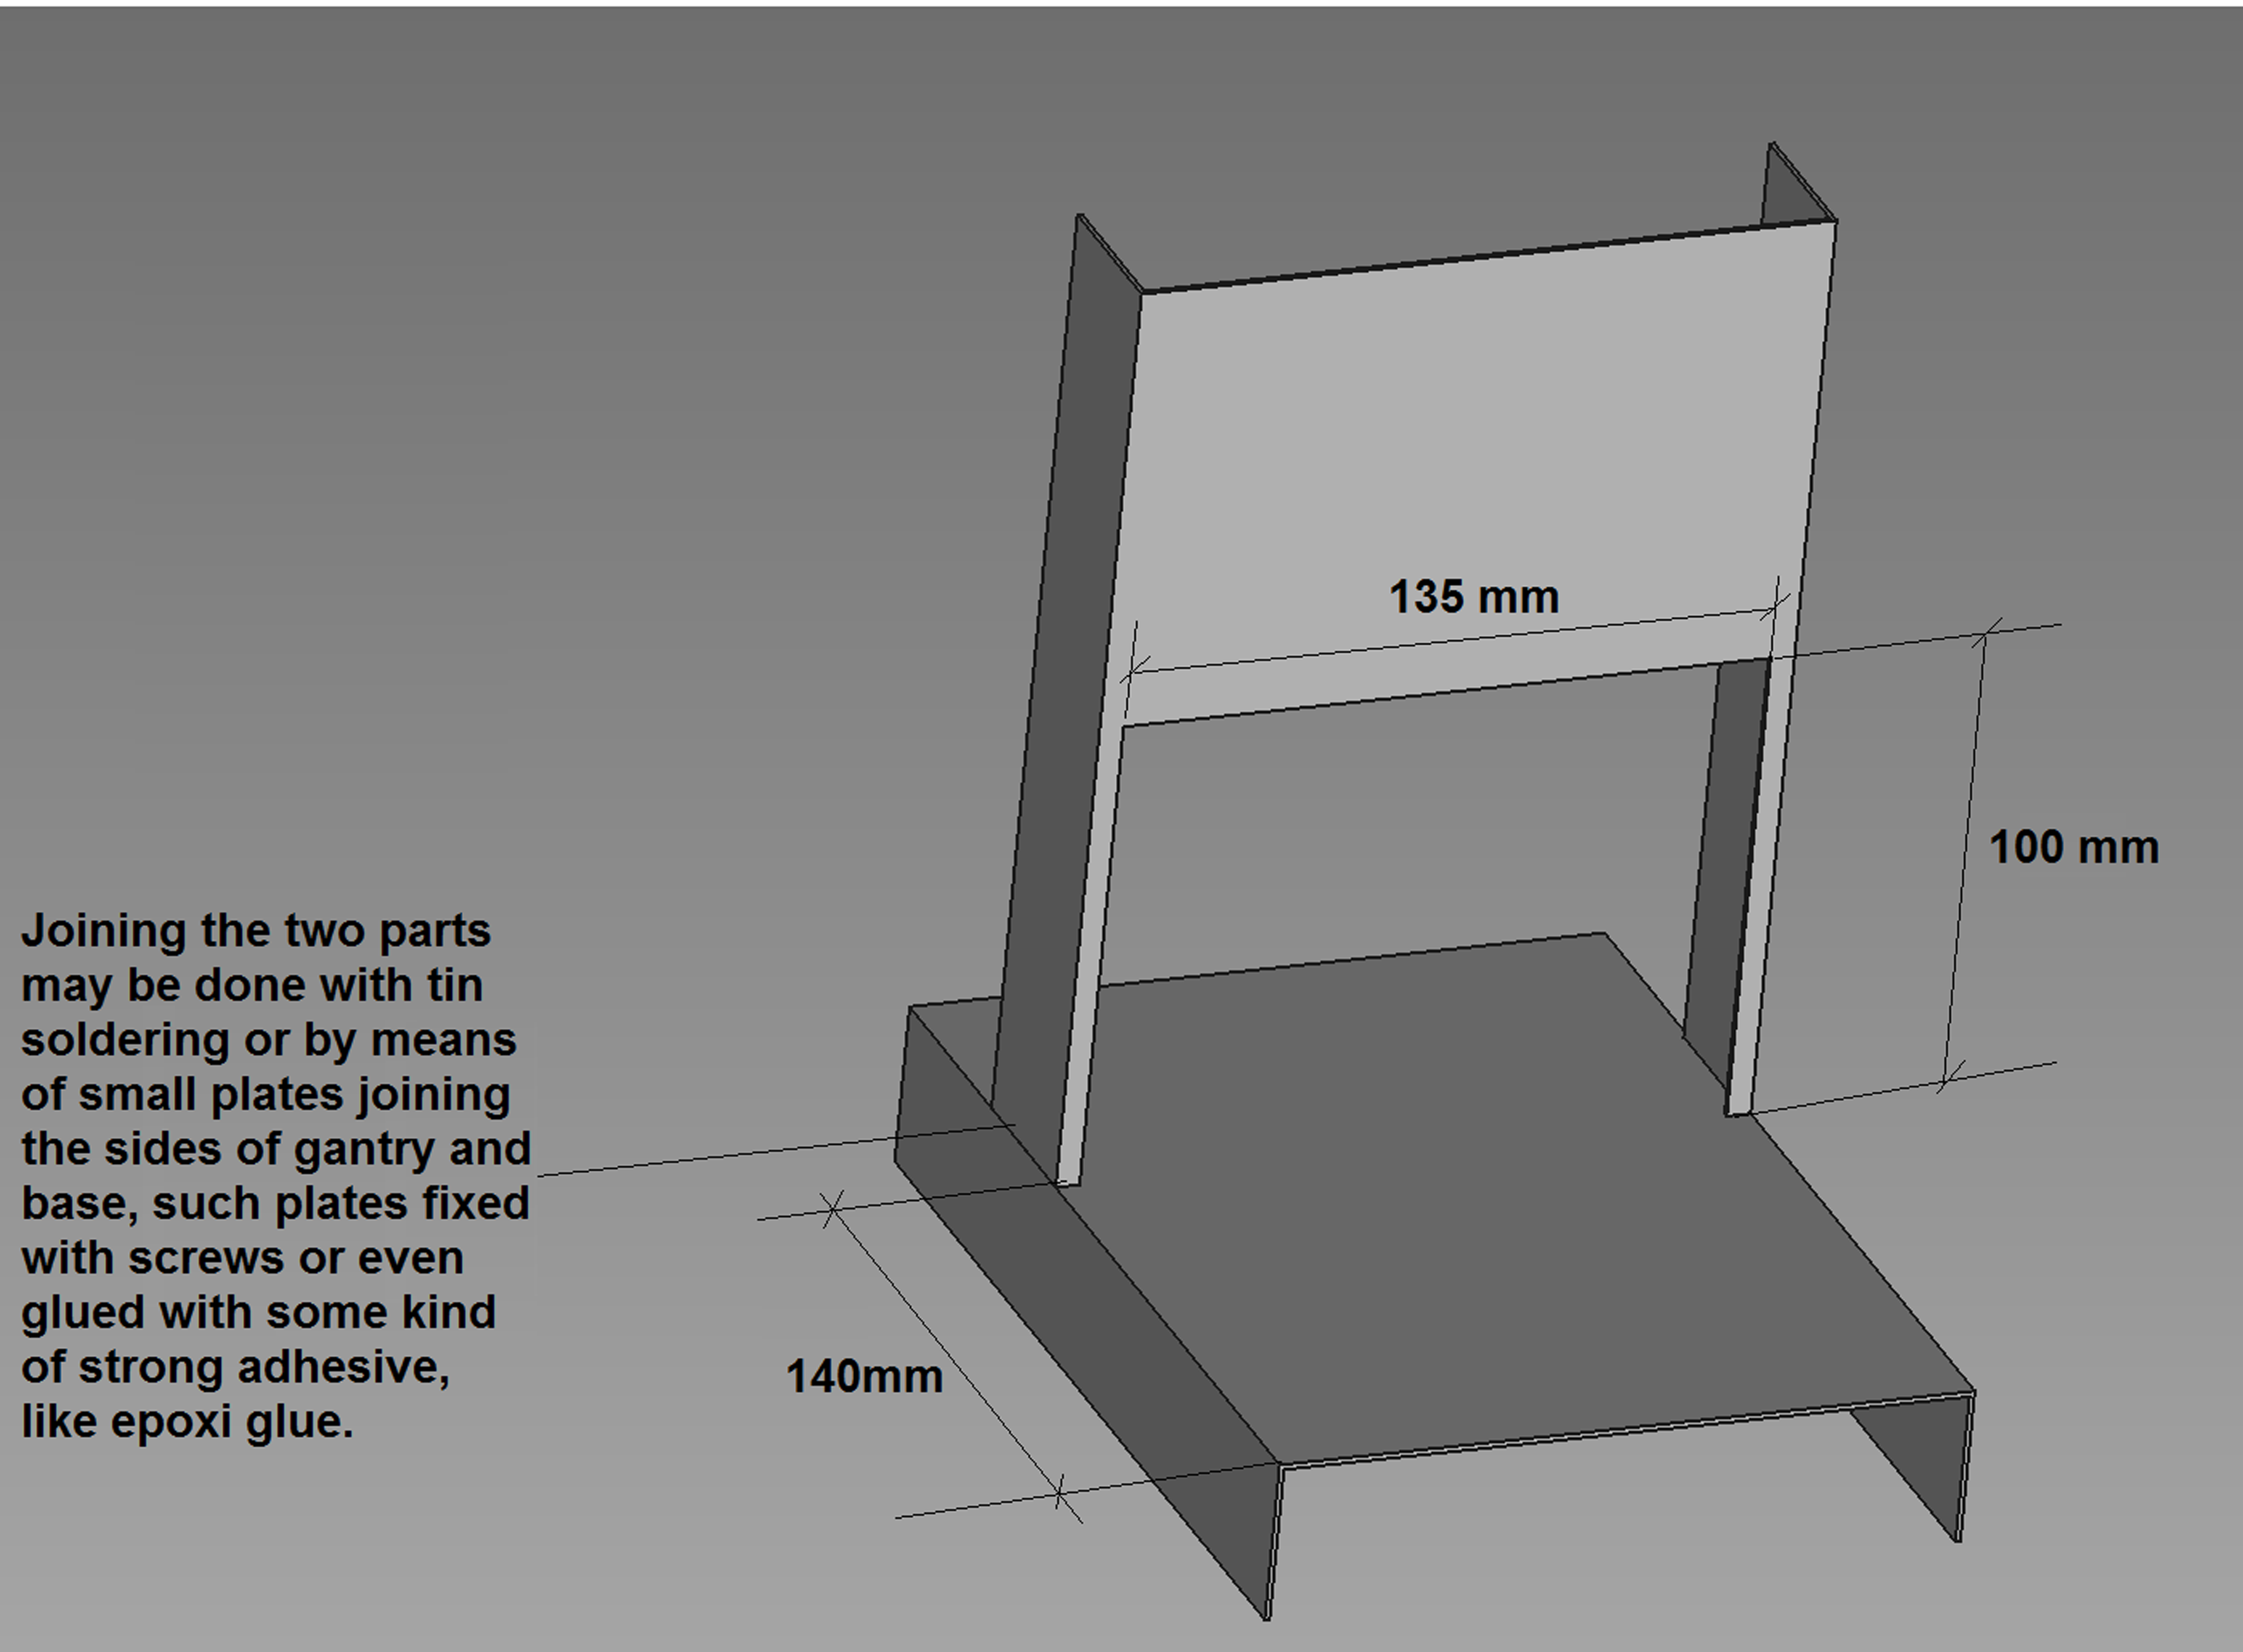 135 mm
100 mm
Joining the two parts
may be done with tin
soldering or by means
of small plates joining
the sides of gantry and
base, such plates fixed
with screws or even
glued with some kind
of strong adhesive,
like epoxi glue.
140mm